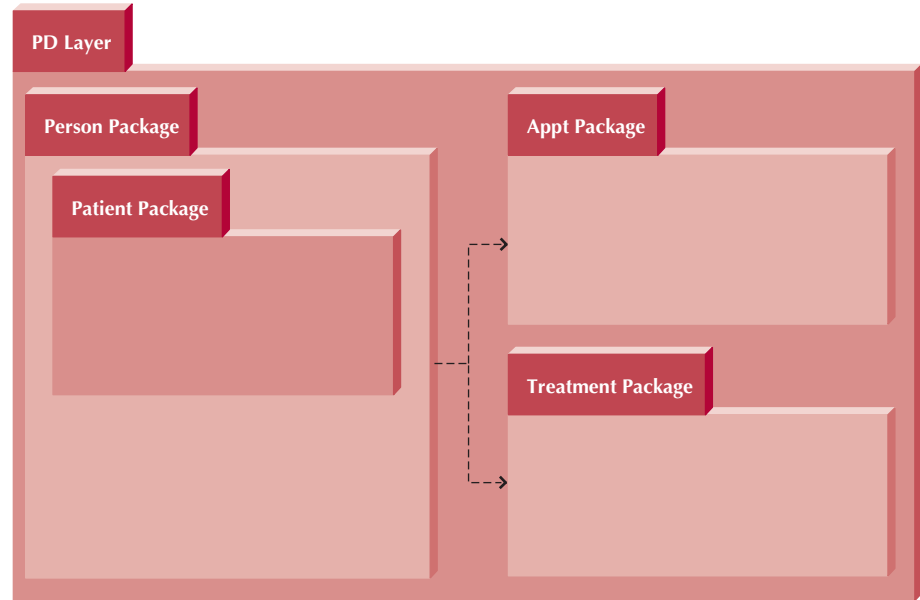 PD Layer
Person Package
Appt Package
Patient Package
Treatment Package